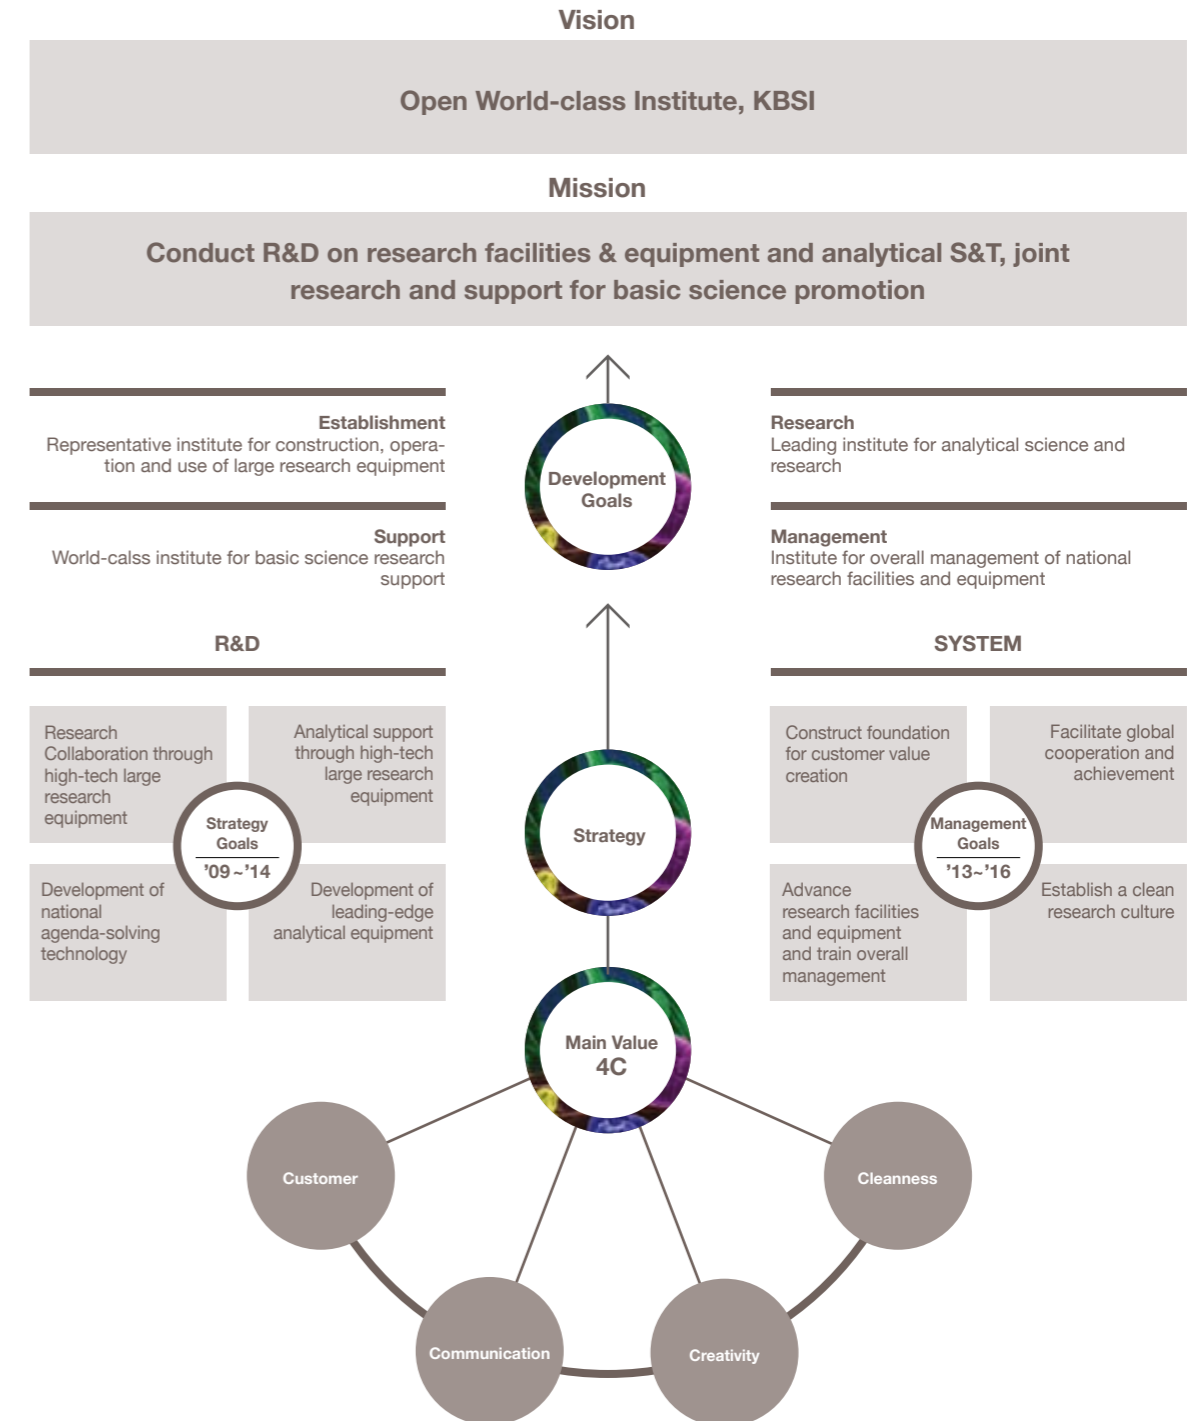 Vision
Open World-class Institute, KBSI
Mission
Conduct R&D on research facilities & equipment and analytical S&T, joint
research and support for basic science promotion
Establishment
Representative institute for construction, opera-
tion and use of large research equipment
Support
World-calss institute for basic science research
support
Development
Goals
Research
Leading institute for analytical science and
research
Management
Institute for overall management of national
research facilities and equipment
R&D
Research
Collaboration through
high-tech large
research
equipment
Analytical support
through high-tech
large research
equipment
Strategy
Goals
’09 ~ ’14
Development of
national
agenda-solving
technology
Development of
leading-edge
analytical equipment
Strategy
SYSTEM
Construct foundation
for customer value
creation
Facilitate global
cooperation and
achievement
Management
Goals
’13~’16
Advance
research facilities
and equipment
and train overall
management
Establish a clean
research culture
Main Value
4C
Customer
Communication
Creativity
Cleanness